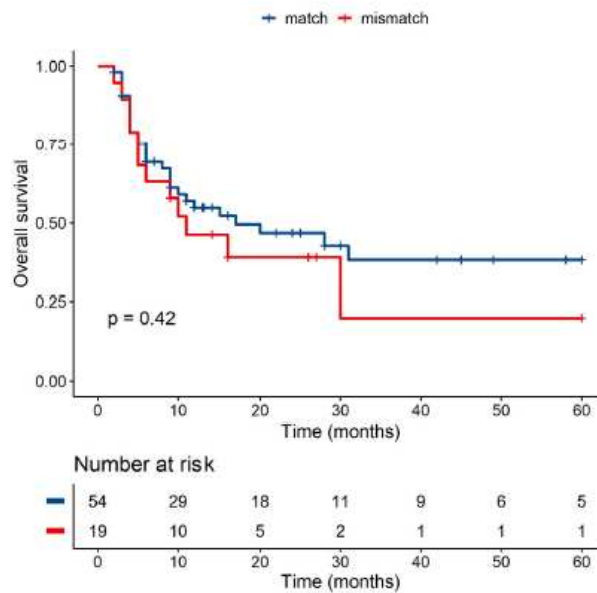 match mismatch
1.00
0.75
0.50
0.25
0.00
Overall survival
p = 0.42
0 10 20 30 40 50 60
Time (months)
Number at risk
54 29 18 11 9 6 5
19 10 5 2 1 1 1
0 10 20 30 40 50 60
Time (months)